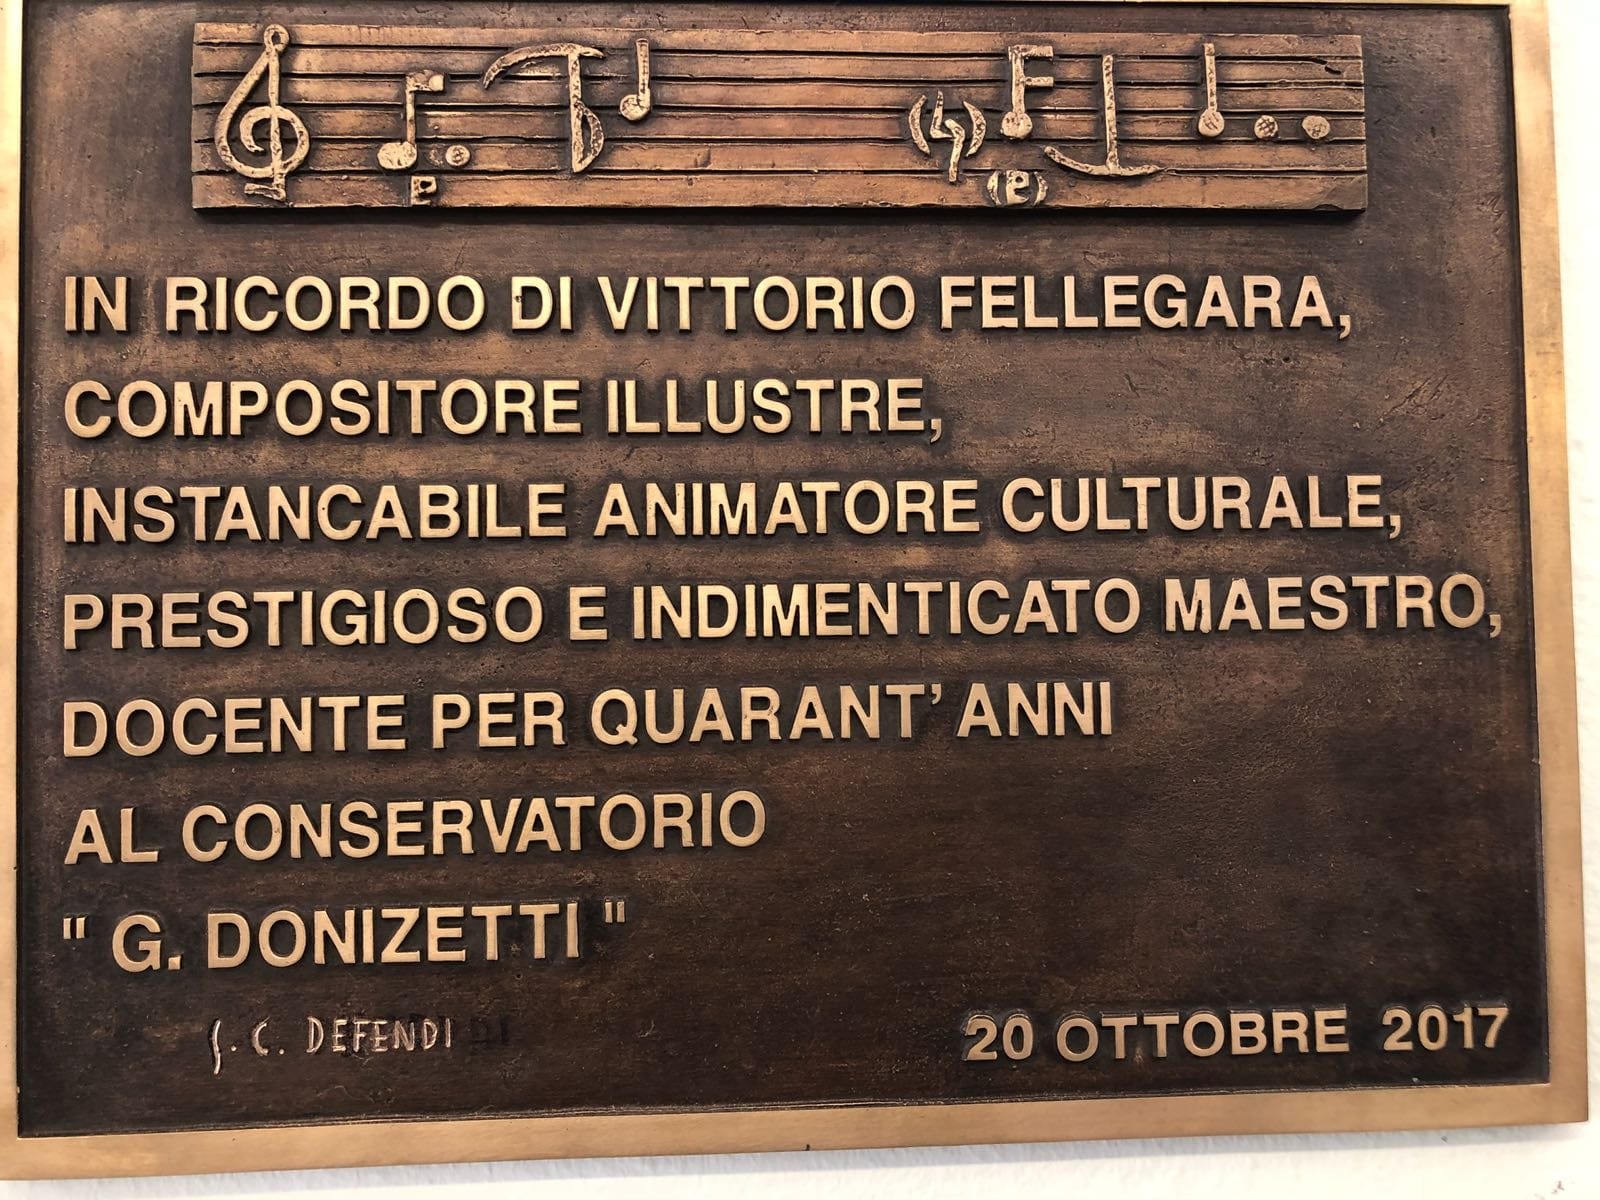 IN RICORDO DI VITTORIO FELLEGARA,
COMPOSITORE ILLUSTRE,
INSTANCABILE ANIMATORE CULTURALE,
PRESTIGIOSO E INDIMENTICATO MAESTRO,
DOCENTE PER QUARANT' ANNI
AL CONSERVATORIO
" G. DONIZETTI "
C. DEFENDI
20 OTTOBRE 2017